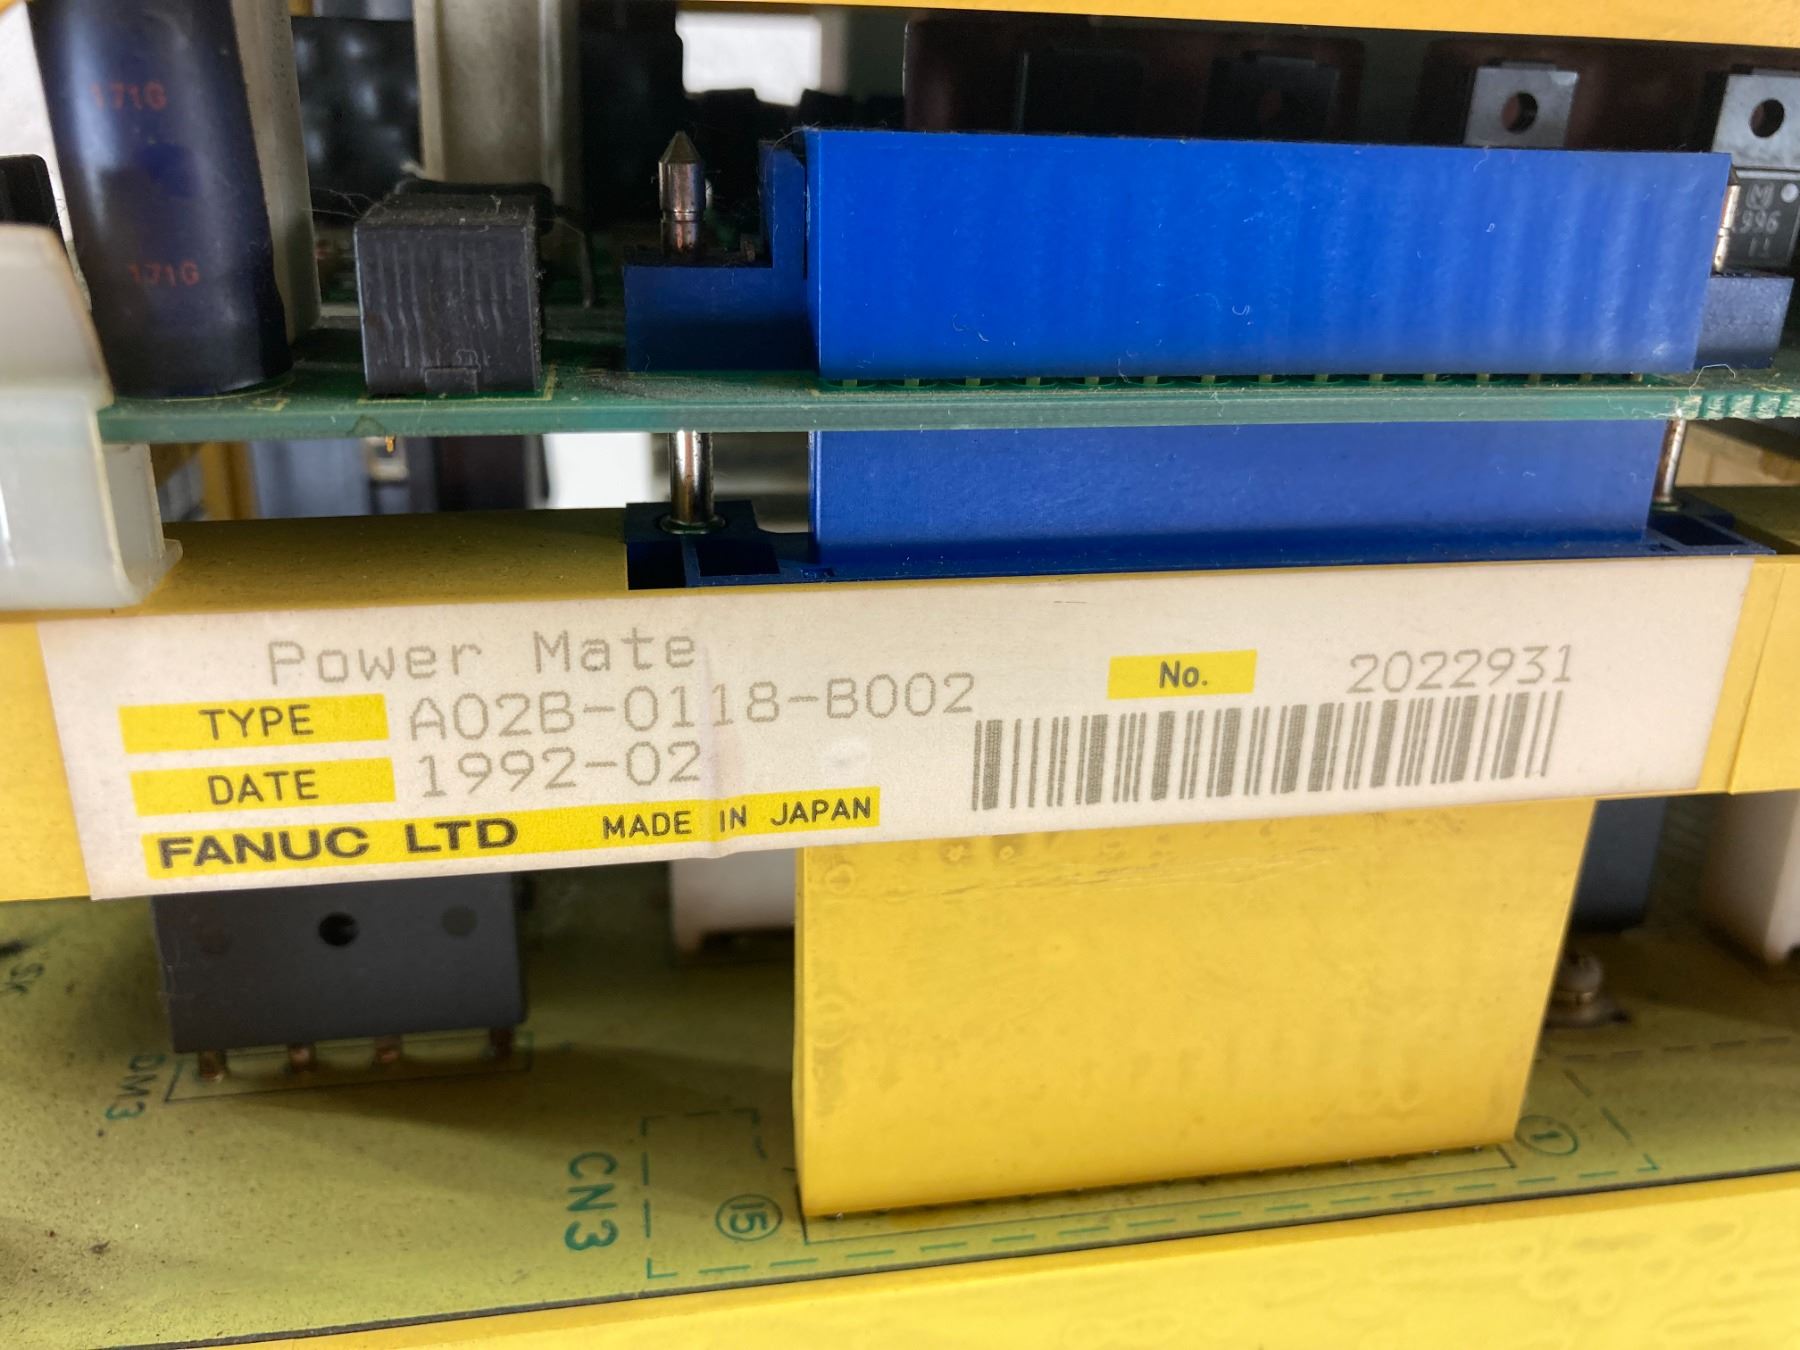 171G
171G
M
996
11
Power Mate
TYPE A02B-0118-B002
No. 2022931
DATE 1992-02
FANUC LTD MADE IN JAPAN
DM3
CN3
15
1